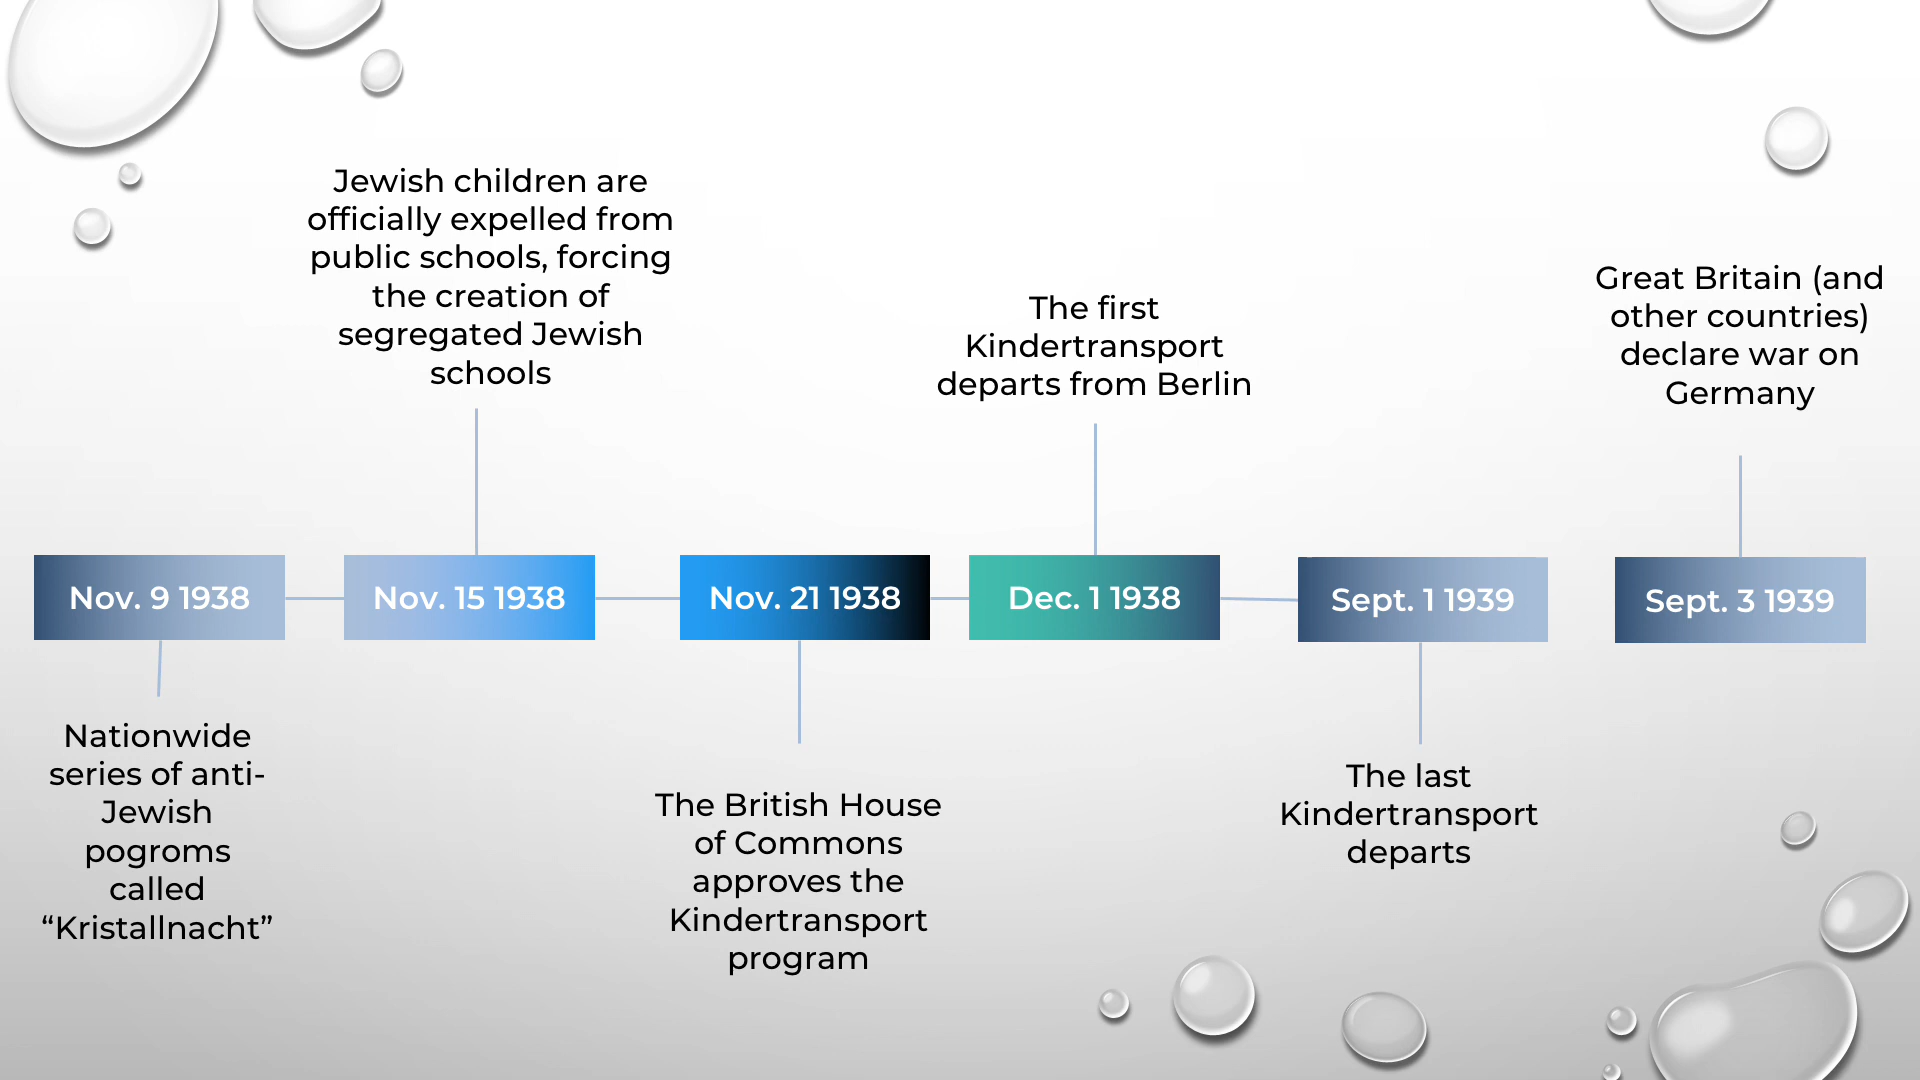 Jewish children are
officially expelled from
public schools, forcing
the creation of
segregated Jewish
schools
The first
Kindertransport
departs from Berlin
Great Britain (and
other countries)
declare war on
Germany
Nov. 9 1938
Nov. 15 1938
Nov. 21 1938
Dec. 1 1938
Sept. 1 1939
Sept. 3 1939
Nationwide
series of anti-
Jewish
pogroms
called
“Kristallnacht”
The British House
of Commons
approves the
Kindertransport
program
The last
Kindertransport
departs